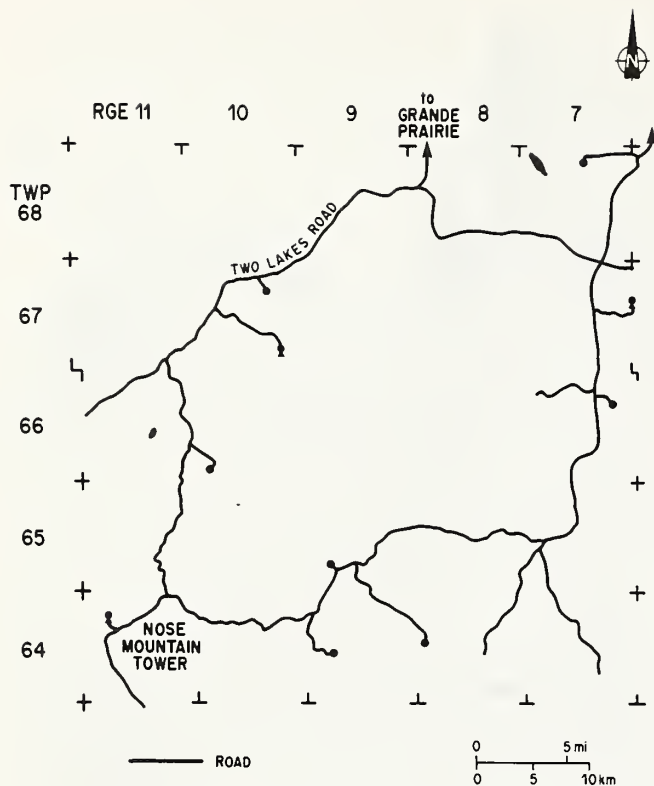 N
to
RGE 11 10 9 GRANDE 8 7
PRAIRIE
TWP
68
TWO LAKES ROAD
67
66
65
NOSE
64 MOUNTAIN
TOWER
ROAD
0 5 mi
0 5 10 km